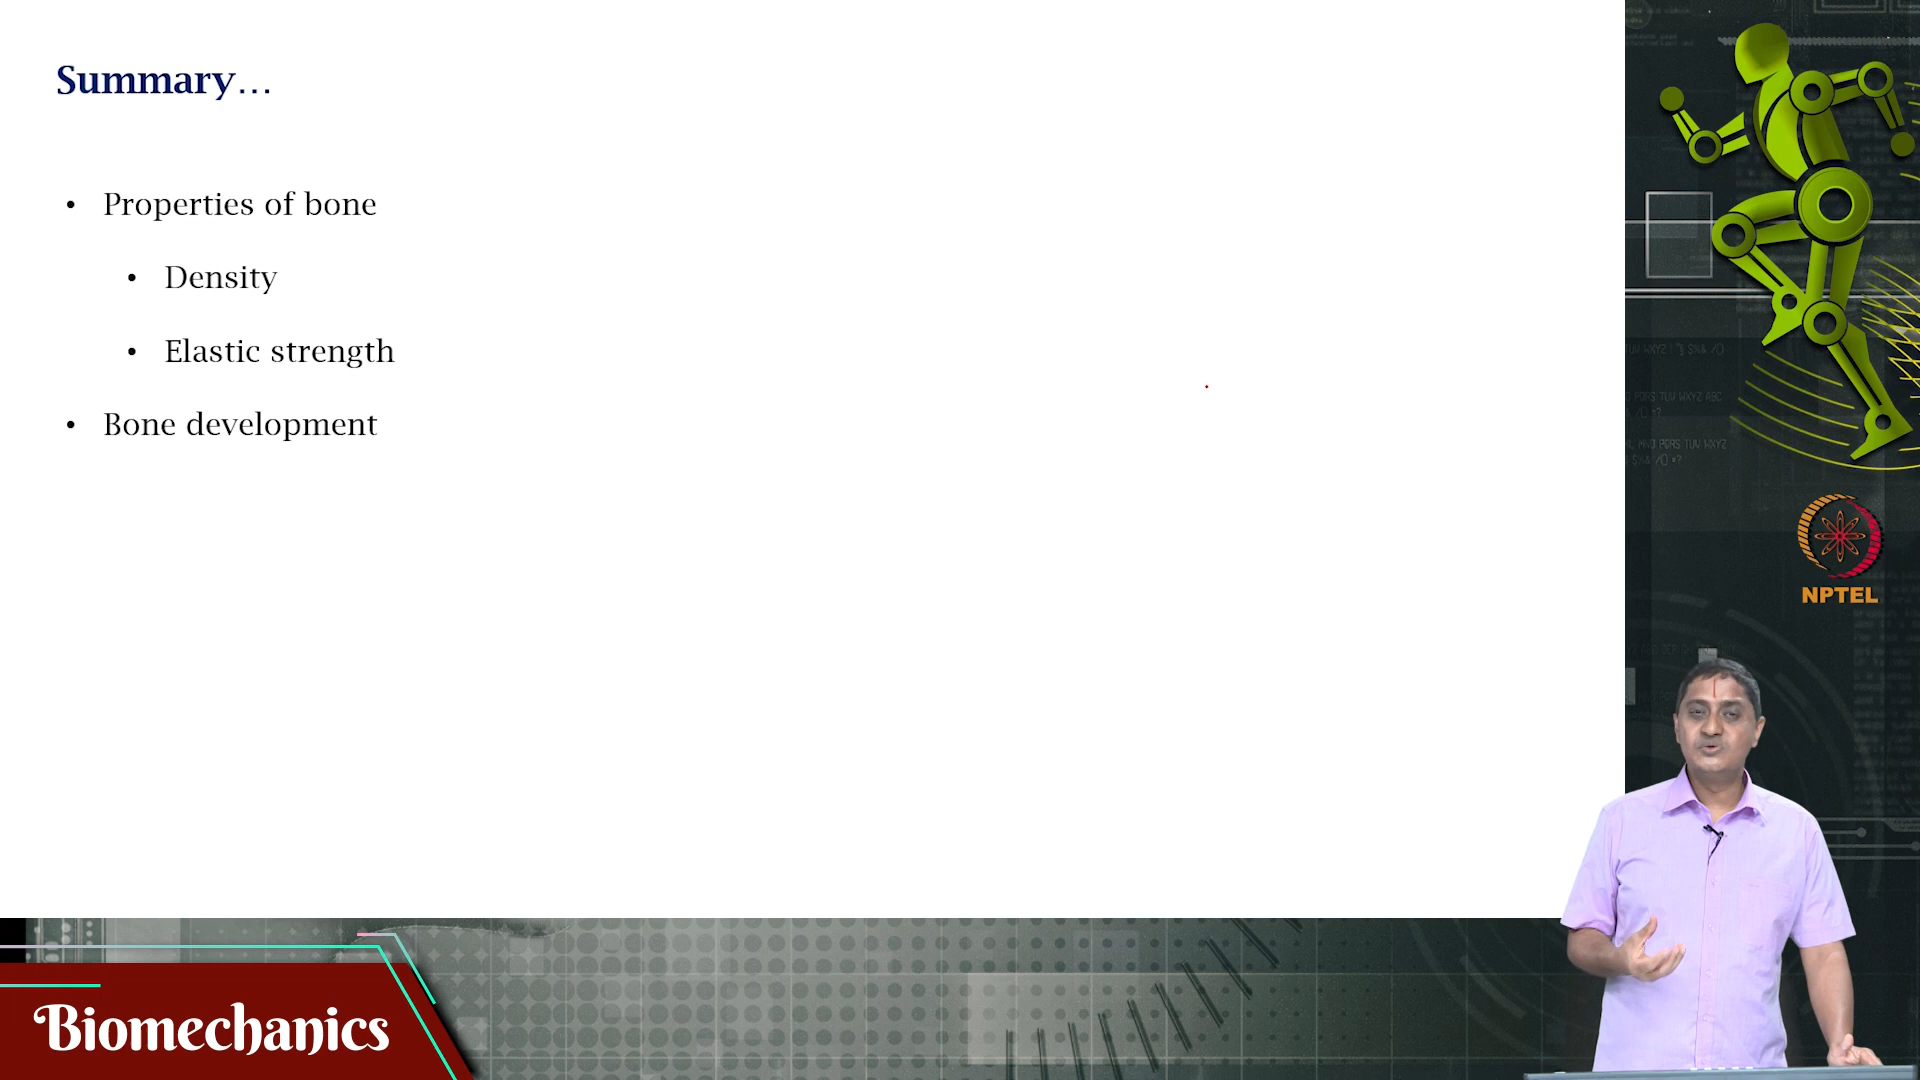 Summary…
• Properties of bone
• Density
• Elastic strength
• Bone development
NPTEL
Biomechanics